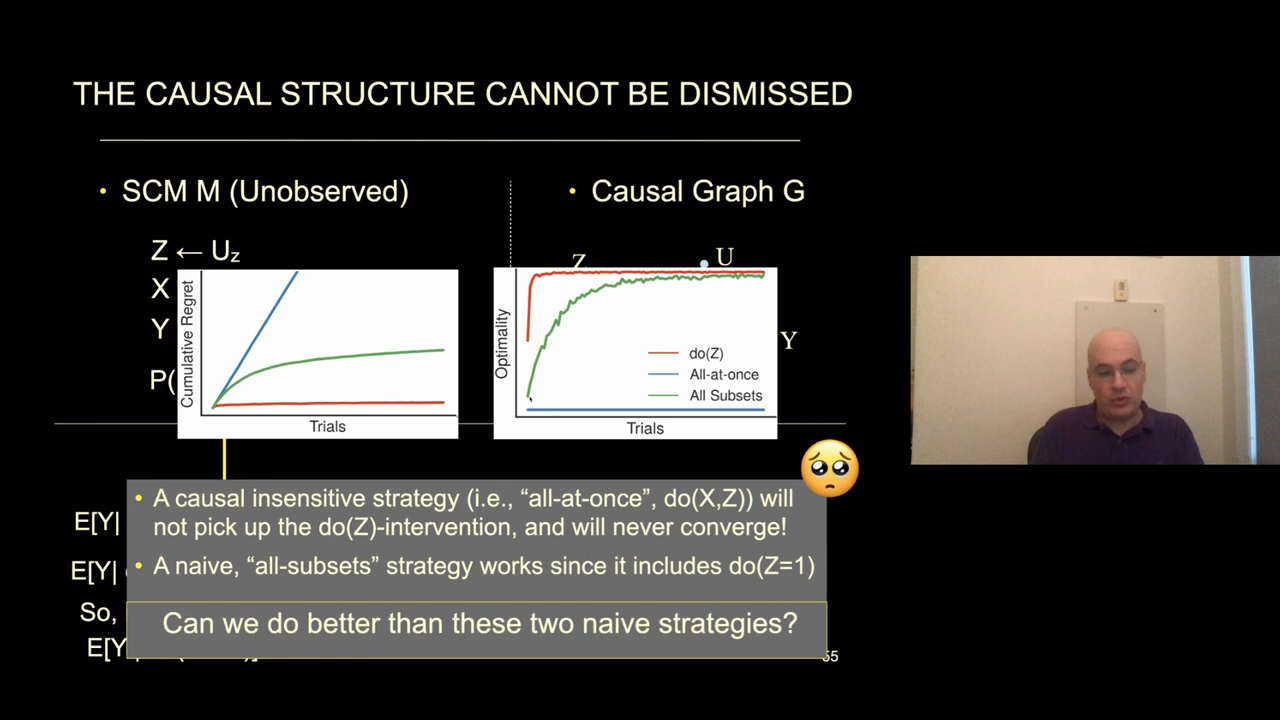 THE CAUSAL STRUCTURE CANNOT BE DISMISSED
• SCM M (Unobserved)
• Causal Graph G
Z ← Uz
X
Y
P(
Z
U
Y
Cumulative Regret
Trials
Optimality
do(Z)
All-at-once
All Subsets
Trials
E[Y|
E[Y|
So,
E[Y
• A causal insensitive strategy (i.e., “all-at-once”, do(X,Z)) will
not pick up the do(Z)-intervention, and will never converge!
• A naive, “all-subsets” strategy works since it includes do(Z=1)
Can we do better than these two naive strategies?